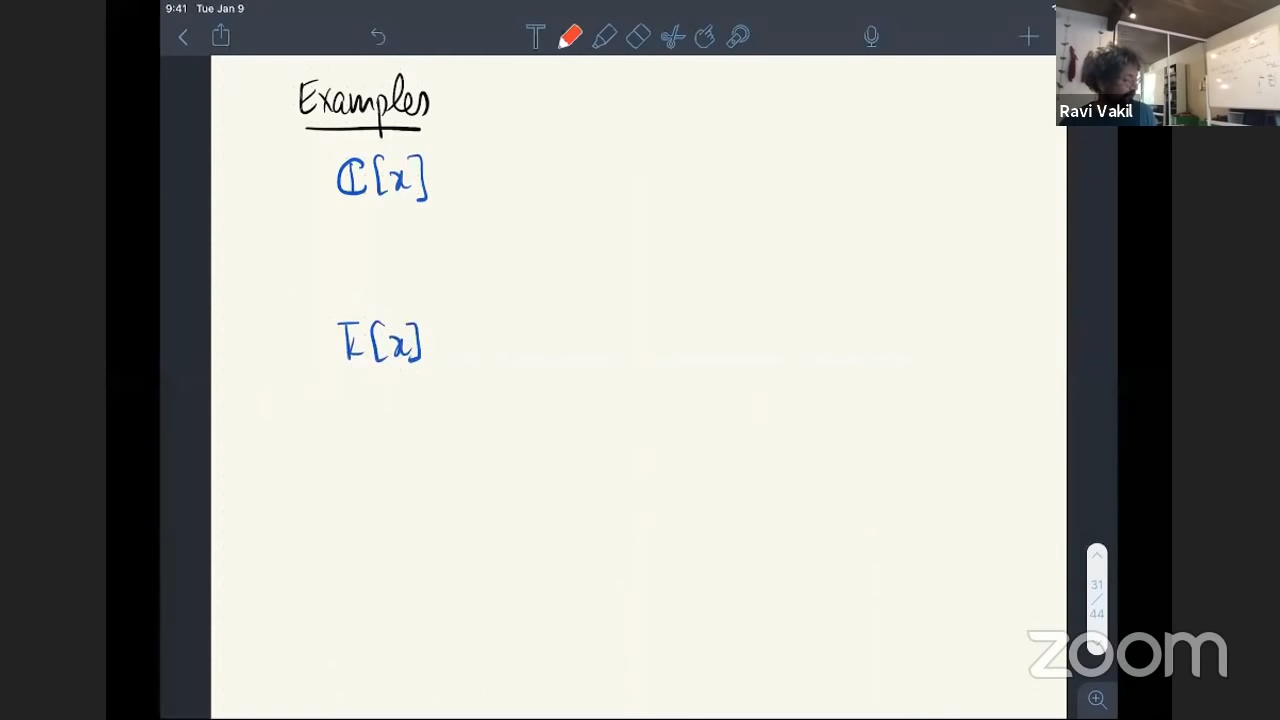 9:41 Tue Jan 9
Ravi Vakil
Examples
ℂ[x]
k̄[x]
31
/
44
zoom